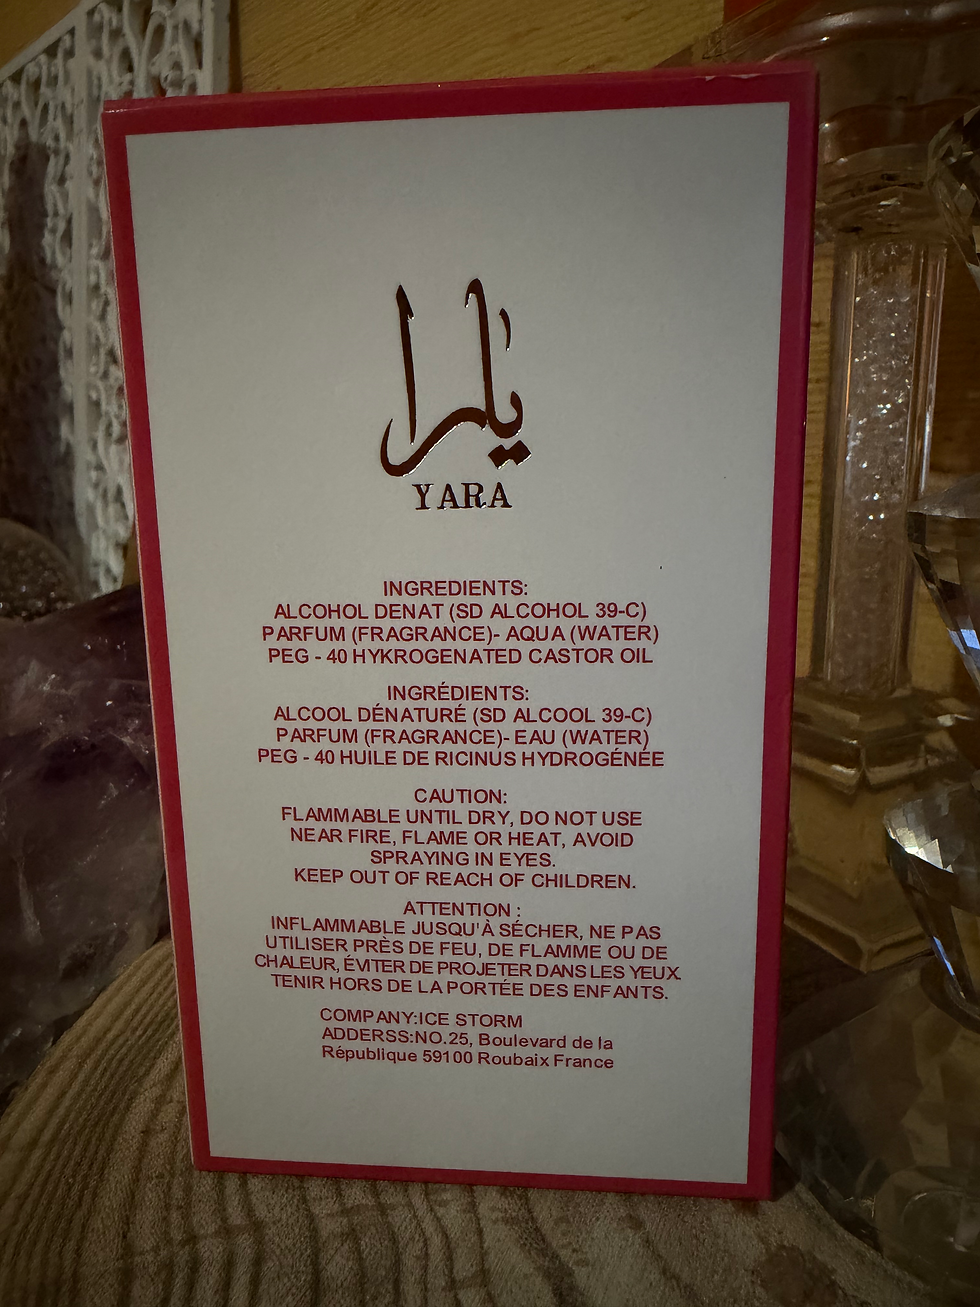 يارا
YARA
INGREDIENTS:
ALCOHOL DENAT (SD ALCOHOL 39-C)
PARFUM (FRAGRANCE)- AQUA (WATER)
PEG - 40 HYKROGENATED CASTOR OIL
INGRÉDIENTS:
ALCOOL DÉNATURÉ (SD ALCOOL 39-C)
PARFUM (FRAGRANCE)- EAU (WATER)
PEG - 40 HUILE DE RICINUS HYDROGÉNÉE
CAUTION:
FLAMMABLE UNTIL DRY, DO NOT USE
NEAR FIRE, FLAME OR HEAT, AVOID
SPRAYING IN EYES.
KEEP OUT OF REACH OF CHILDREN.
ATTENTION :
INFLAMMABLE JUSQU'À SÉCHER, NE PAS
UTILISER PRÈS DE FEU, DE FLAMME OU DE
CHALEUR, ÉVITER DE PROJETER DANS LES YEUX.
TENIR HORS DE LA PORTÉE DES ENFANTS.
COMPANY:ICE STORM
ADDERSS:NO.25, Boulevard de la
République 59100 Roubaix France